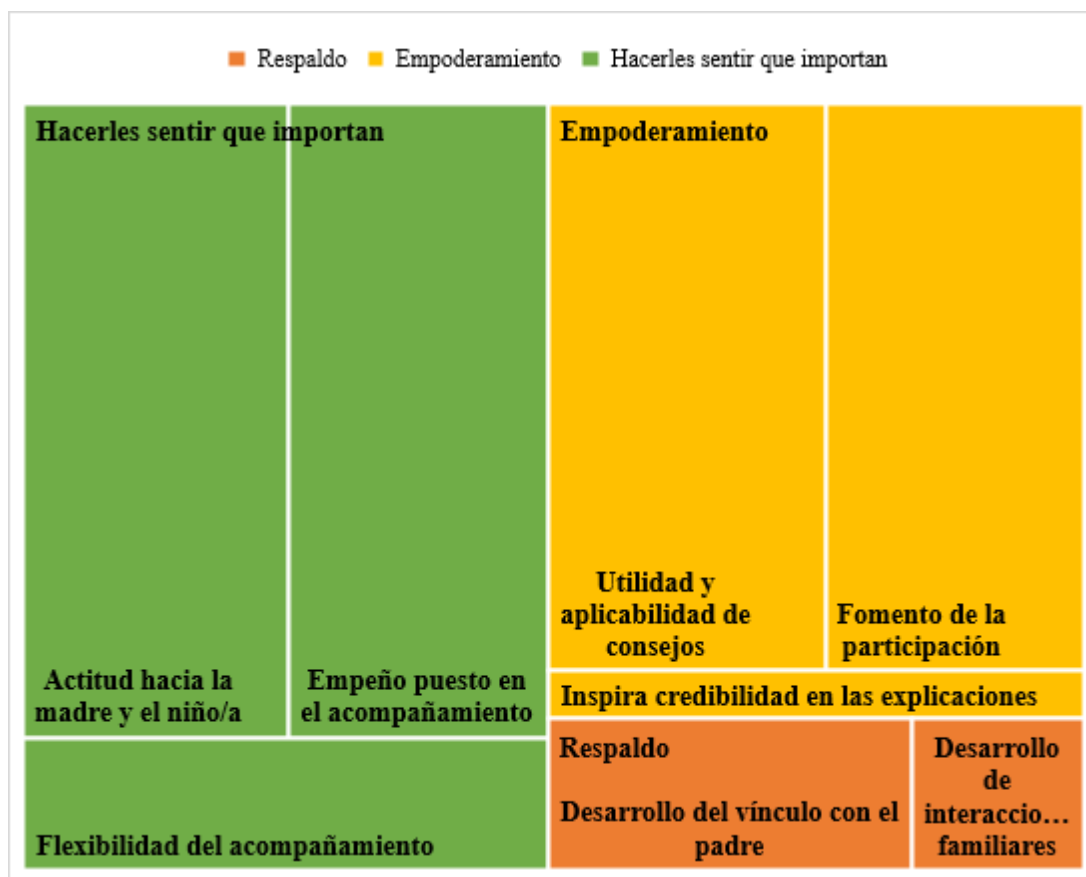 Respaldo Empoderamiento Hacerles sentir que importan
Hacerles sentir que importan
Actitud hacia la
madre y el niño/a
Empeño puesto en
el acompañamiento
Flexibilidad del acompañamiento
Empoderamiento
Utilidad y
aplicabilidad de
consejos
Fomento de la
participación
Inspira credibilidad en las explicaciones
Respaldo
Desarrollo del vínculo con el
padre
Desarrollo
de
interaccio…
familiares